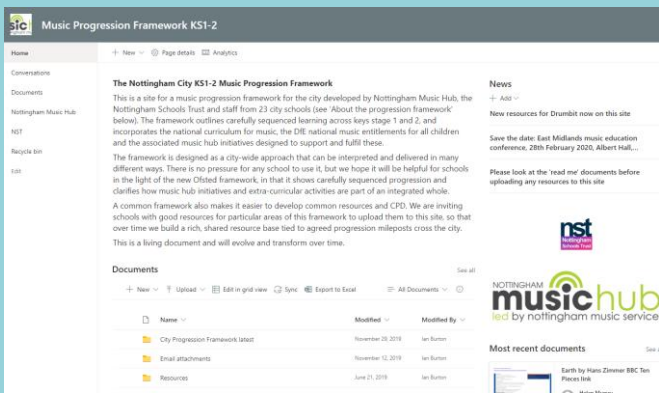 sic
Music Progression Framework KS1-2
Home
Conversations
Documents
Nottingham Music Hub
NST
Recycle bin
Edit
+ New
Page details
Analytics
The Nottingham City KS1-2 Music Progression Framework
This is a site for a music progression framework for the city developed by Nottingham Music Hub, the
Nottingham Schools Trust and staff from 23 city schools (see 'About the progression framework'
below). The framework outlines carefully sequenced learning across keys stage 1 and 2, and
incorporates the national curriculum for music, the DfE national music entitlements for all children
and the associated music hub initiatives designed to support and fulfil these.
The framework is designed as a city-wide approach that can be interpreted and delivered in many
different ways. There is no pressure for any school to use it, but we hope it will be helpful for schools
in the light of the new Ofsted framework, in that it shows carefully sequenced progression and
clarifies how music hub initiatives and extra-curricular activities are part of an integrated whole.
A common framework also makes it easier to develop common resources and CPD. We are inviting
schools with good resources for particular areas of this framework to upload them to this site, so that
over time we build a rich, shared resource base tied to agreed progression mileposts cross the city.
This is a living document and will evolve and transform over time.
Documents
See all
+ New
Upload
Edit in grid view
Sync
Export to Excel
All Documents
Name
Modified
Modified By
City Progression Framework latest
November 29, 2019
Ian Burton
Email attachments
November 12, 2019
Ian Burton
Resources
June 21, 2019
Ian Burton
News
+ Add
New resources for Drumbit now on this site
Save the date: East Midlands music education
conference, 28th February 2020, Albert Hall,...
Please look at the 'read me' documents before
uploading any resources to this site
nst
Nottingham
Schools Trust
NOTTINGHAM
musichub
led by nottingham music service
Most recent documents
See a
Earth by Hans Zimmer BBC Ten
Pieces link